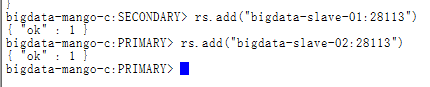 }
bigdata-mango-c:SECONDARY> rs.add("bigdata-slave-01:28113")
{ "ok" : 1 }
bigdata-mango-c:PRIMARY> rs.add("bigdata-slave-02:28113")
{ "ok" : 1 }
bigdata-mango-c:PRIMARY>